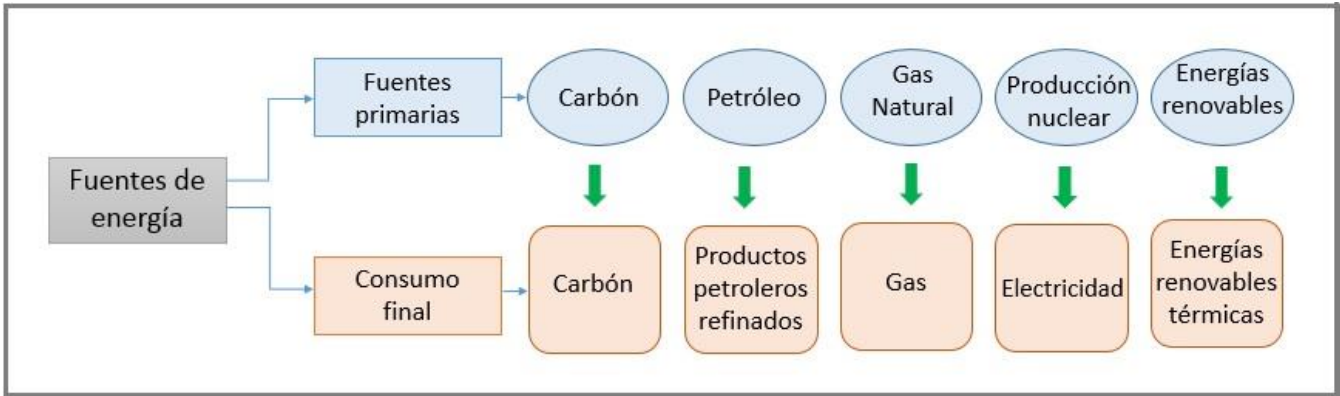 Fuentes de
energía
Fuentes
primarias
Carbón
Petróleo
Gas
Natural
Producción
nuclear
Energías
renovables
Consumo
final
Carbón
Productos
petroleros
refinados
Gas
Electricidad
Energías
renovables
térmicas